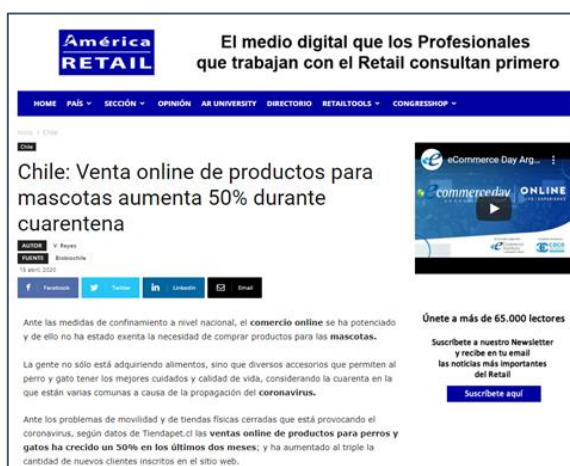 América
RETAIL
El medio digital que los Profesionales
que trabajan con el Retail consultan primero
HOME PAÍS SECCIÓN OPINIÓN AR UNIVERSITY DIRECTORIO RETAILTOOLS CONGRESSHOP
Inicio Chile
Chile
Chile: Venta online de productos para
mascotas aumenta 50% durante
cuarentena
AUTOR V. Reyes
FUENTE Biobiochile
15 abril, 2020
Facebook Twitter Linkedin Email
Ante las medidas de confinamiento a nivel nacional, el comercio online se ha potenciado
y de ello no ha estado exenta la necesidad de comprar productos para las mascotas.
La gente no sólo está adquiriendo alimentos, sino que diversos accesorios que permiten al
perro y gato tener los mejores cuidados y calidad de vida, considerando la cuarenta en la
que están varias comunas a causa de la propagación del coronavirus.
Ante los problemas de movilidad y de tiendas físicas cerradas que está provocando el
coronavirus, según datos de Tiendapet.cl las ventas online de productos para perros y
gatos ha crecido un 50% en los últimos dos meses; y ha aumentado al triple la
cantidad de nuevos clientes inscritos en el sitio web.
eCommerce Day Arg...
ecommerceday ONLINE
Únete a más de 65.000 lectores
Suscríbete a nuestro Newsletter
y recibe en tu email
las noticias más importantes
del Retail
Suscríbete aquí